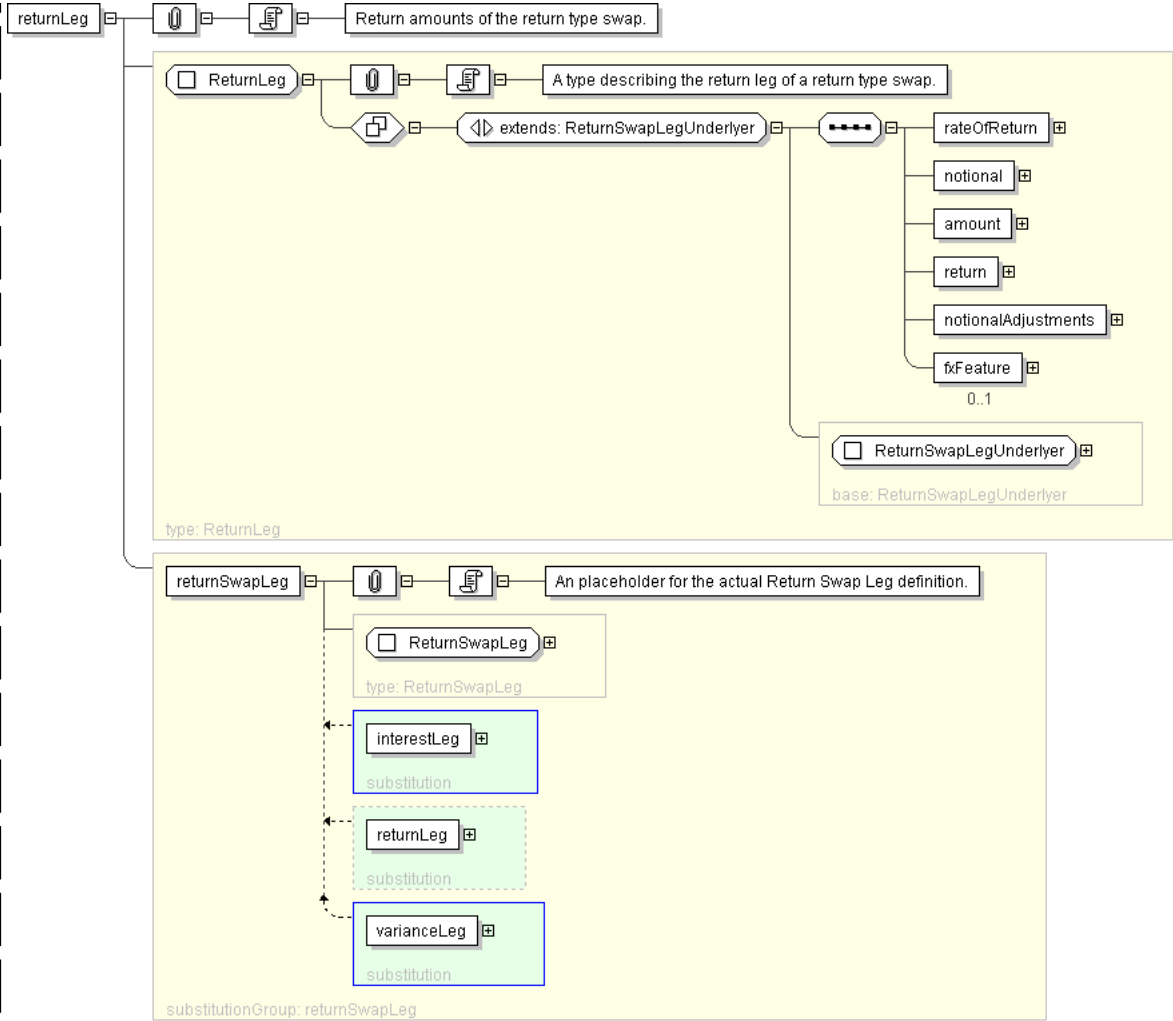 returnLeg
Return amounts of the return type swap.
ReturnLeg
A type describing the return leg of a return type swap.
extends: ReturnSwapLegUnderlyer
rateOfReturn
notional
amount
return
notionalAdjustments
fxFeature
0..1
ReturnSwapLegUnderlyer
base: ReturnSwapLegUnderlyer
type: ReturnLeg
returnSwapLeg
An placeholder for the actual Return Swap Leg definition.
ReturnSwapLeg
type: ReturnSwapLeg
interestLeg
substitution
returnLeg
substitution
varianceLeg
substitution
substitutionGroup: returnSwapLeg